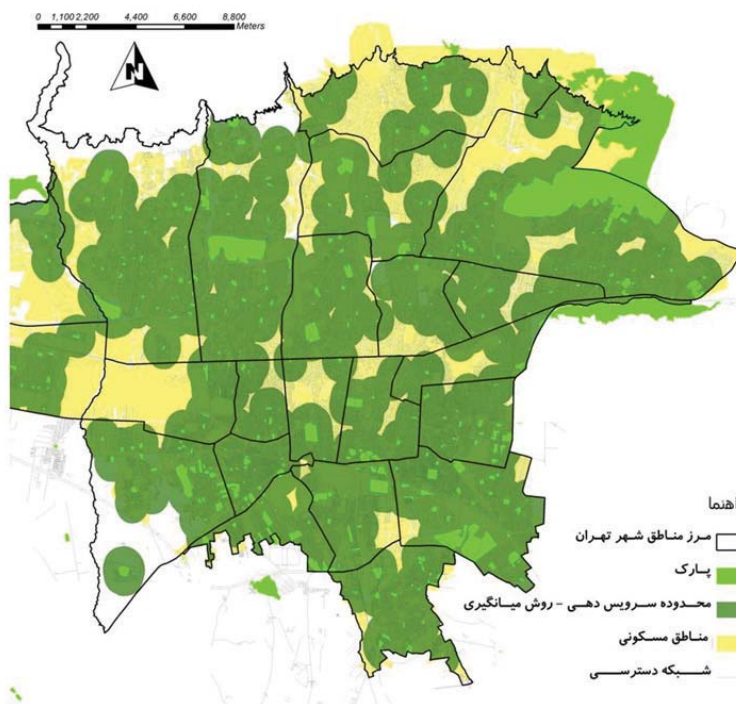 0 1,100 2,200 4,400 6,600 8,800
Meters
N
اهنما
مرز مناطق شهر تهران
پارک
محدوده سرویس دهی - روش میانگیری
مناطق مسکونی
شبکه دسترسی